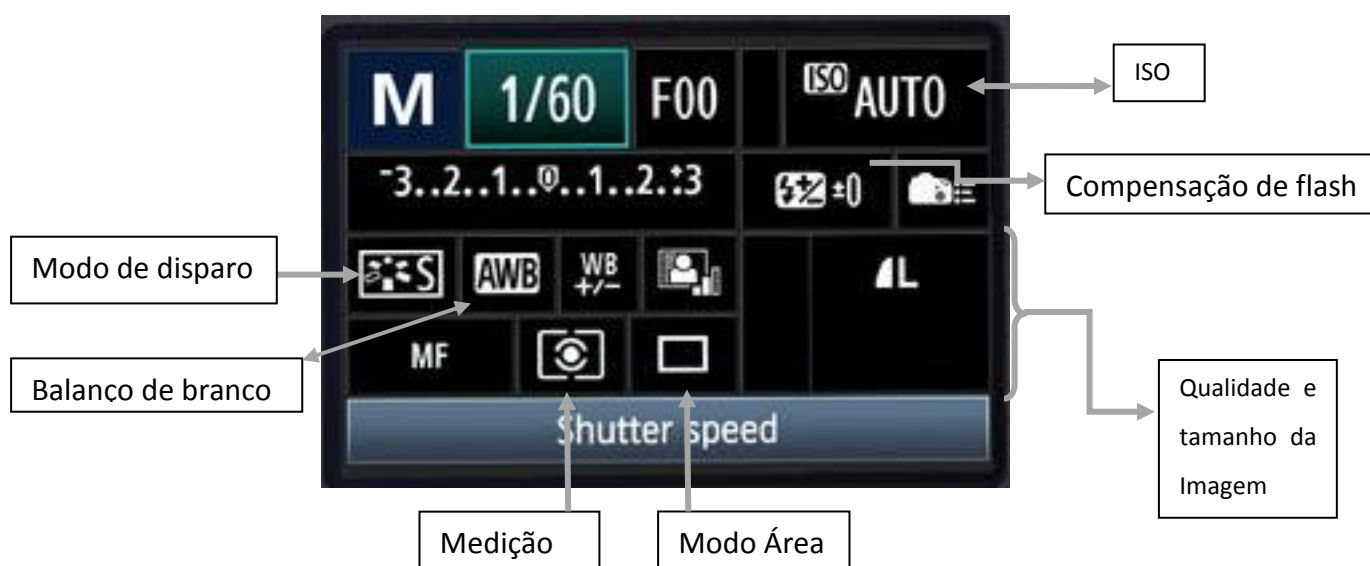 M 1/60 F00 ISO AUTO
ISO
-3..2..1..0..1..2.+3 ±0
Compensação de flash
Modo de disparo
S AWB WB +/- L
MF
Balanço de branco
Qualidade e
tamanho da
Imagem
Shutter speed
Medição
Modo Área